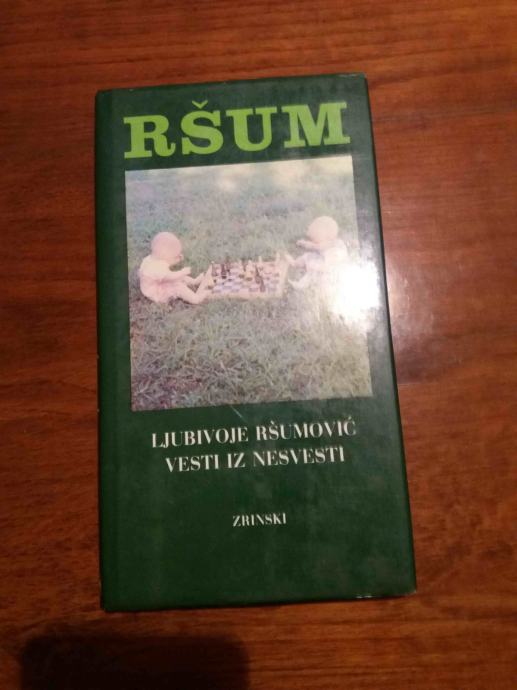 RŠUM
LJUBIVOJE RŠUMOVIĆ
VESTI IZ NESVESTI
ZRINSKI